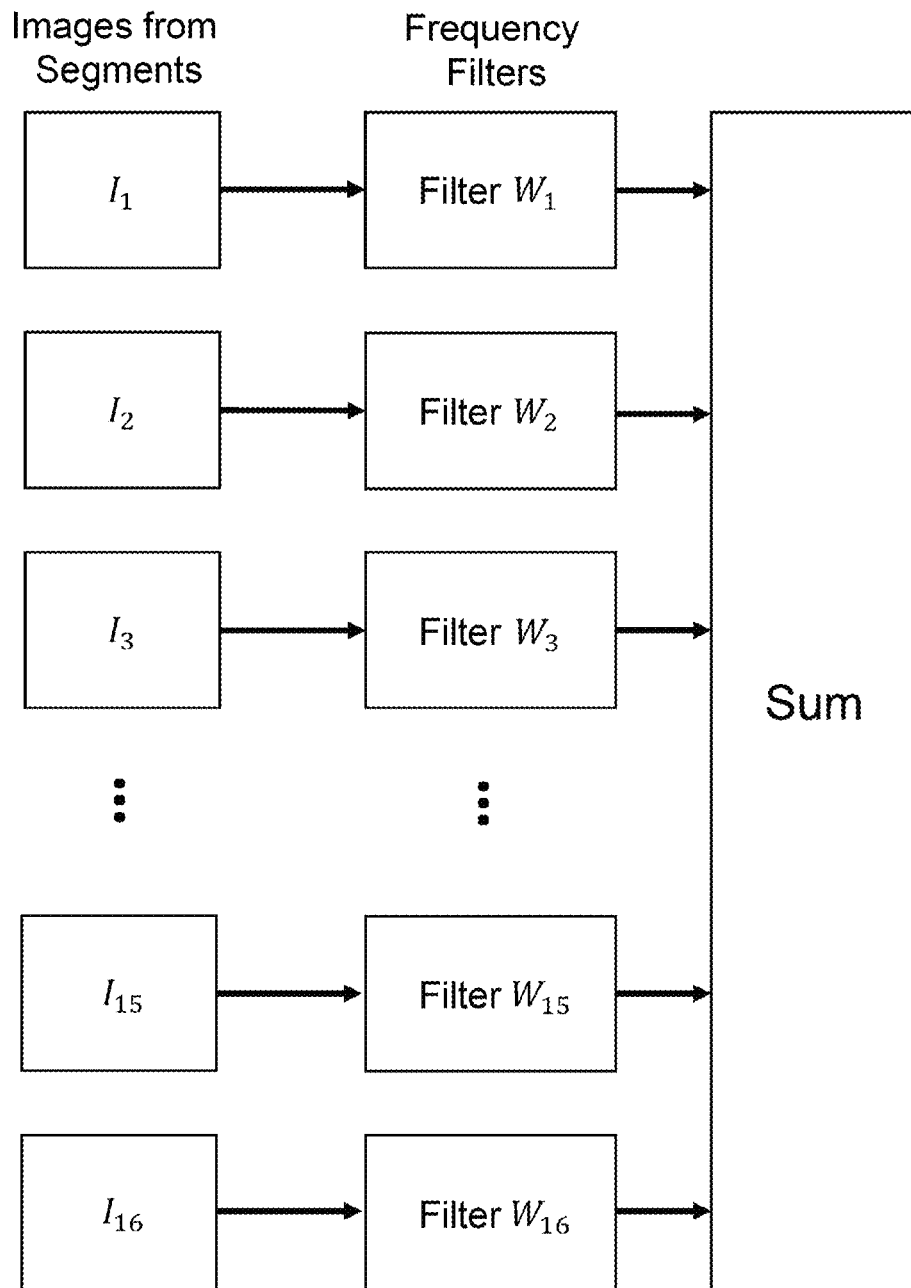 Images from
Segments
Frequency
Filters
I₁
Filter W₁
I₂
Filter W₂
I₃
Filter W₃
Sum
I₁₅
Filter W₁₅
I₁₆
Filter W₁₆